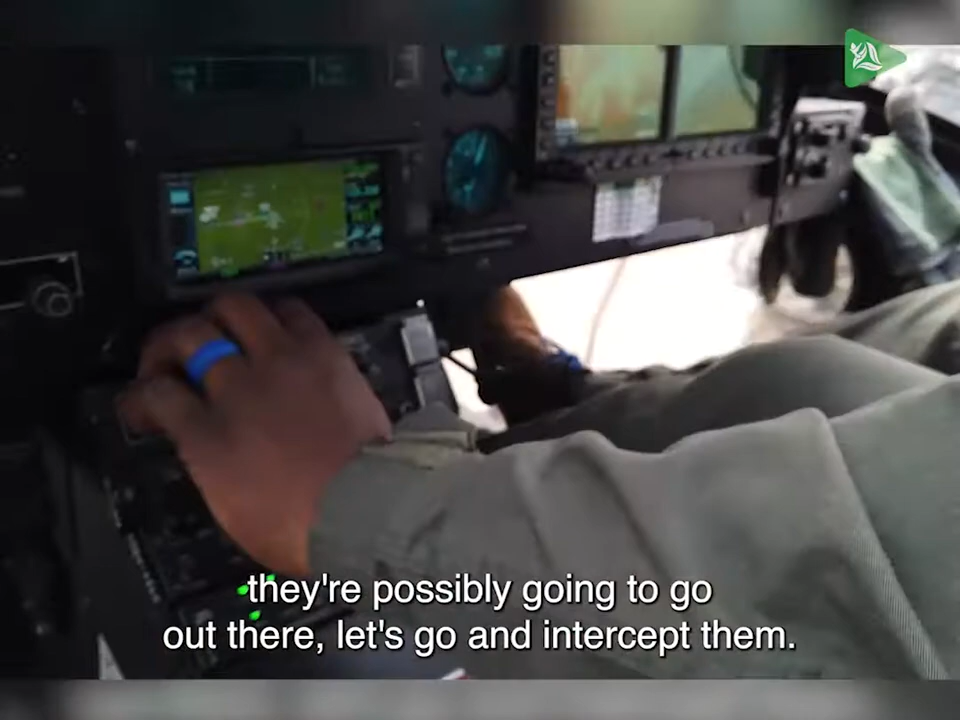 they're possibly going to go
out there, let's go and intercept them.